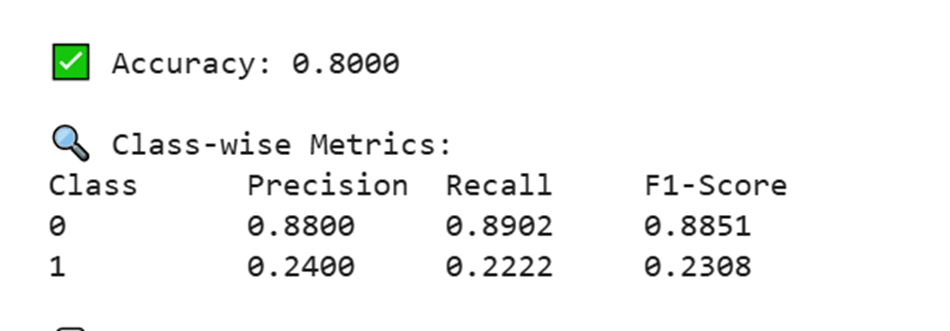 ✅ Accuracy: 0.8000
🔍 Class-wise Metrics:
Class Precision Recall F1-Score
0 0.8800 0.8902 0.8851
1 0.2400 0.2222 0.2308